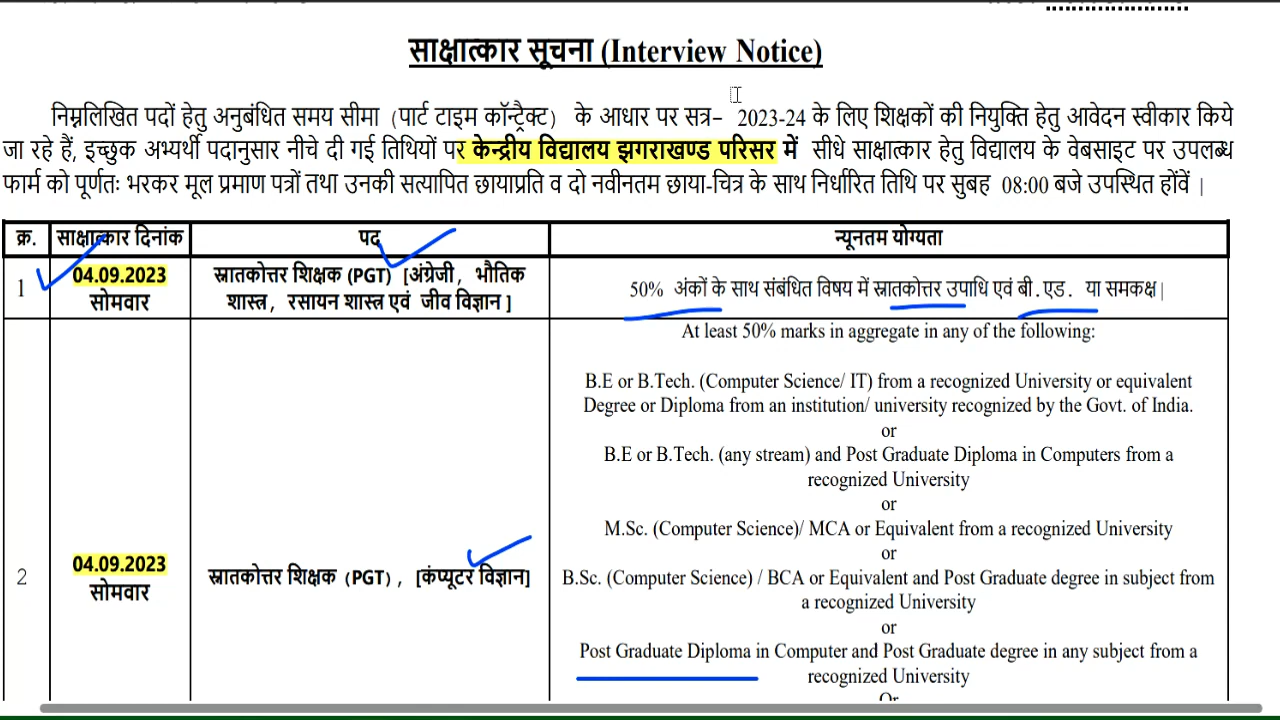 साक्षात्कार सूचना (Interview Notice)
निम्नलिखित पदों हेतु अनुबंधित समय सीमा (पार्ट टाइम कॉन्ट्रैक्ट) के आधार पर सत्र- 2023-24 के लिए शिक्षकों की नियुक्ति हेतु आवेदन स्वीकार किये
जा रहे हैं, इच्छुक अभ्यर्थी पदानुसार नीचे दी गई तिथियों पर केन्द्रीय विद्यालय झगराखण्ड परिसर में सीधे साक्षात्कार हेतु विद्यालय के वेबसाइट पर उपलब्ध
फार्म को पूर्णतः भरकर मूल प्रमाण पत्रों तथा उनकी सत्यापित छायाप्रति व दो नवीनतम छाया-चित्र के साथ निर्धारित तिथि पर सुबह 08:00 बजे उपस्थित होंवें |
क्र. साक्षात्कार दिनांक पद न्यूनतम योग्यता
1 04.09.2023 सोमवार स्नातकोत्तर शिक्षक (PGT) [अंग्रेजी, भौतिक
शास्त्र, रसायन शास्त्र एवं जीव विज्ञान ]
50% अंकों के साथ संबंधित विषय में स्नातकोत्तर उपाधि एवं बी.एड. या समकक्ष|
2 04.09.2023
सोमवार
स्नातकोत्तर शिक्षक (PGT), [कंप्यूटर विज्ञान]
At least 50% marks in aggregate in any of the following:
B.E or B.Tech. (Computer Science/ IT) from a recognized University or equivalent
Degree or Diploma from an institution/ university recognized by the Govt. of India.
or
B.E or B.Tech. (any stream) and Post Graduate Diploma in Computers from a
recognized University
or
M.Sc. (Computer Science)/ MCA or Equivalent from a recognized University
or
B.Sc. (Computer Science) / BCA or Equivalent and Post Graduate degree in subject from
a recognized University
or
Post Graduate Diploma in Computer and Post Graduate degree in any subject from a
recognized University
Or